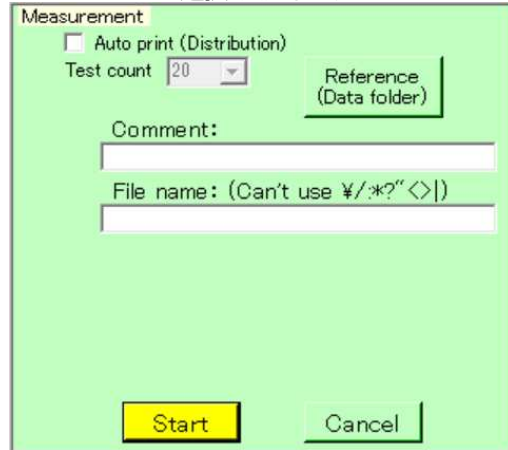 Measurement
Auto print (Distribution)
Test count 20
Reference
(Data folder)
Comment:
File name: (Can't use ¥/:*?"<>|)
Start
Cancel